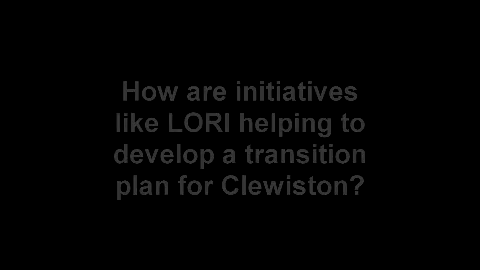 How are initiatives
like LORI helping to
develop a transition
plan for Clewiston?